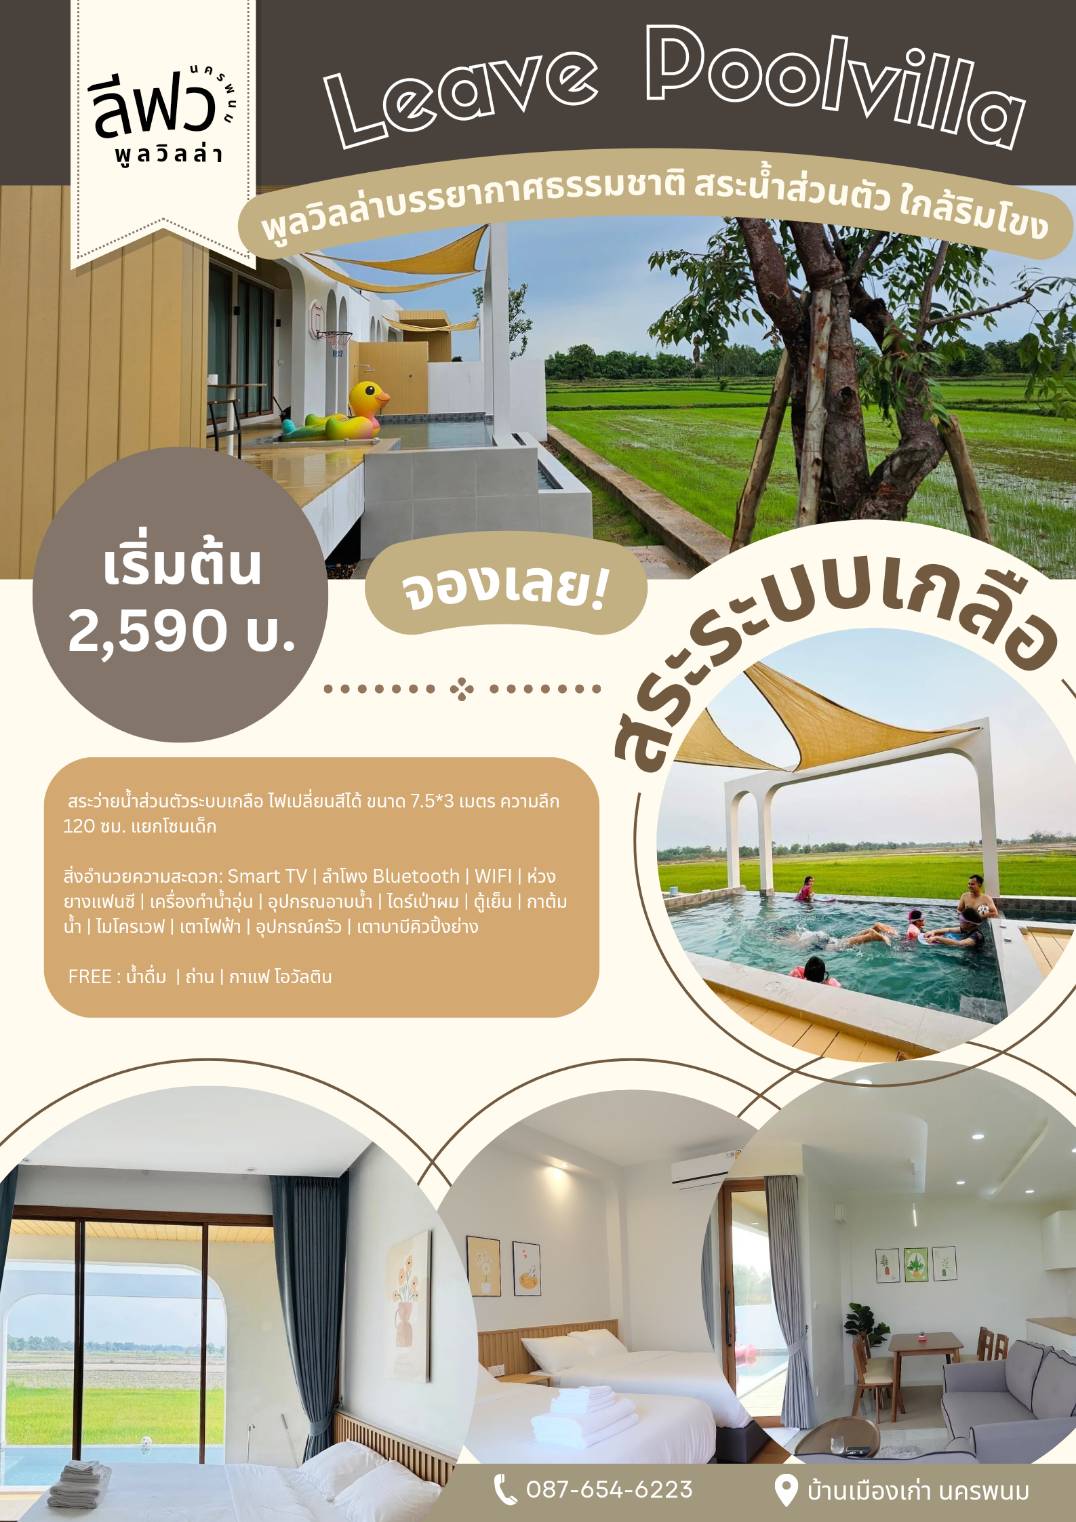 นครพนม
ลีฟว
พูลวิลล่า
Leave Poolvilla
พูลวิลล่าบรรยากาศธรรมชาติ สระน้ำส่วนตัว ใกล้ริมโขง
เริ่มต้น
2,590 บ.
จองเลย!
สระระบบเกลือ
สระว่ายน้ำส่วนตัวระบบเกลือ ไฟเปลี่ยนสีได้ ขนาด 7.5*3 เมตร ความลึก
120 ซม. แยกโซนเด็ก
สิ่งอำนวยความสะดวก: Smart TV | ลำโพง Bluetooth | WIFI | ห่วง
ยางแฟนซี | เครื่องทำน้ำอุ่น | อุปกรณอาบน้ำ | ไดร์เป่าผม | ตู้เย็น | กาต้ม
น้ำ | ไมโครเวฟ | เตาไฟฟ้า | อุปกรณ์ครัว | เตาบาบีคิวปิ้งย่าง
FREE : น้ำดื่ม | ถ่าน | กาแฟ โอวัลติน
087-654-6223
บ้านเมืองเก่า นครพนม